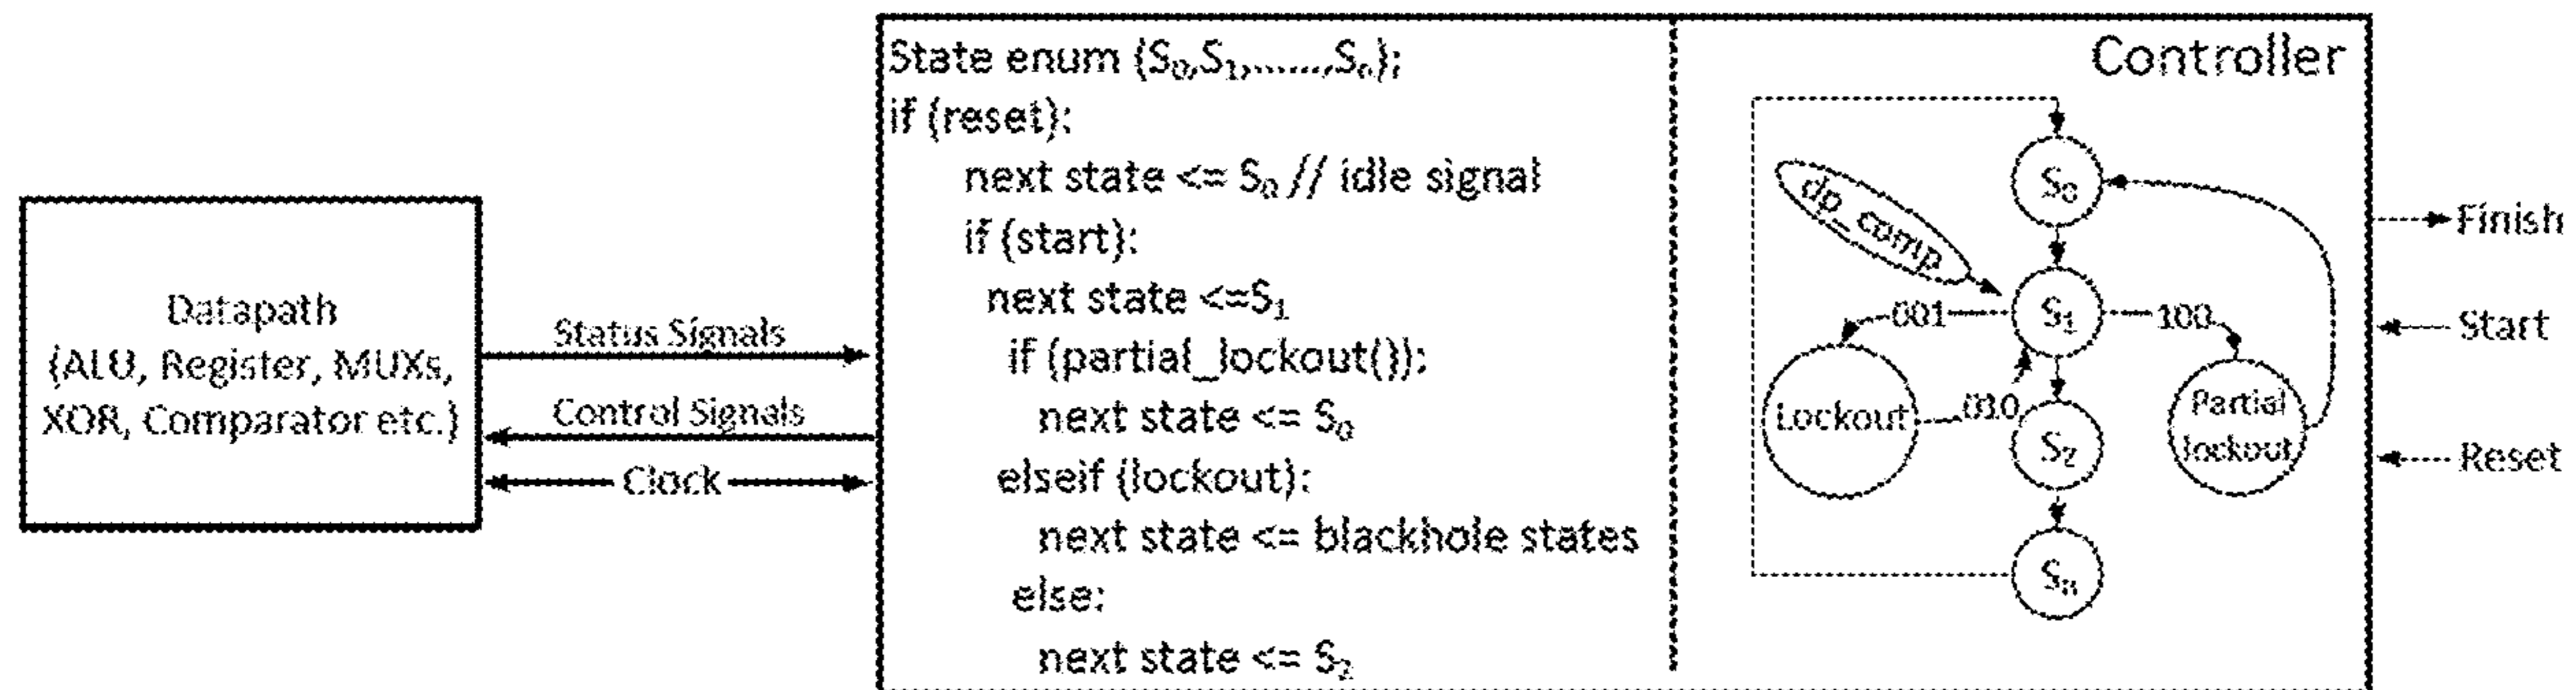 Datapath
(ALU, Register, MUXs,
XOR, Comparator etc.)
Status Signals
Control Signals
Clock
State enum (S₀,S₁,......,Sₙ);
if (reset):
next state <= S₀ // idle signal
if (start):
next state <=S₁
if (partial_lockout()):
next state <= S₀
elseif (lockout):
next state <= blackhole states
else:
next state <= S₂
Controller
S₀
dp_comp
S₁
001
100
Lockout
010
S₂
Partial
lockout
Sₙ
Finish
Start
Reset